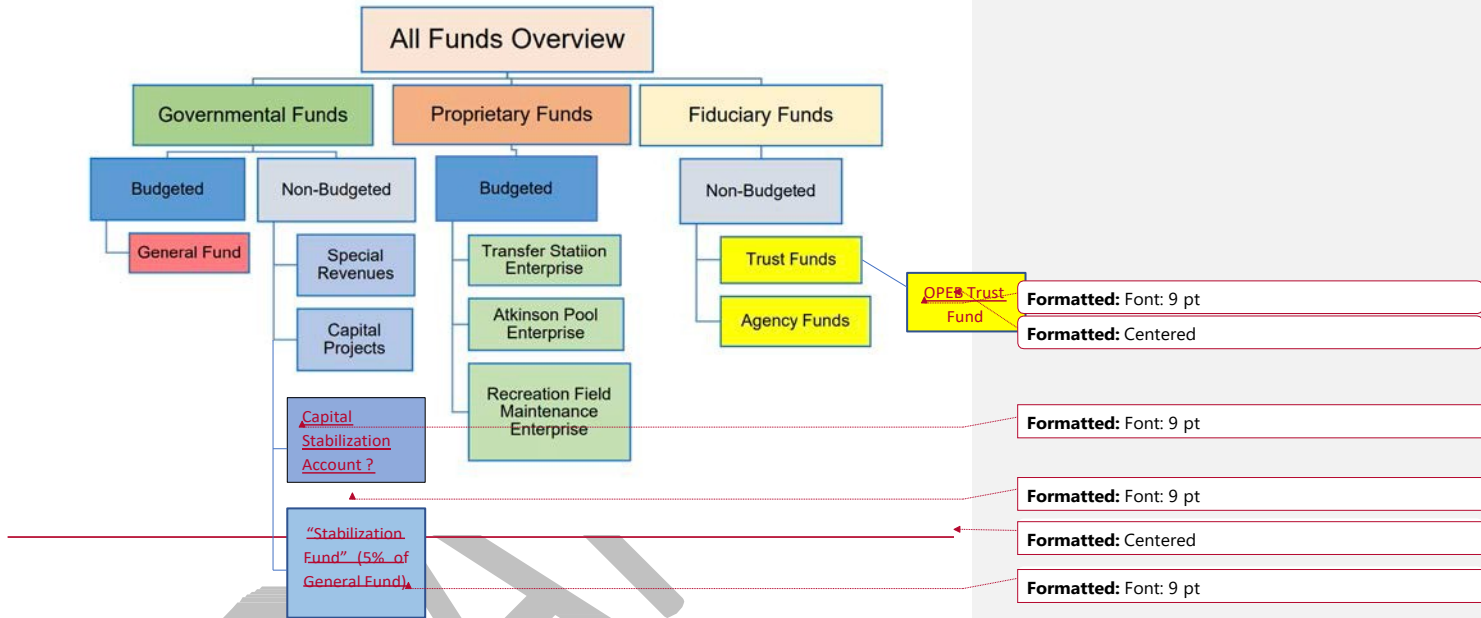 All Funds Overview
Governmental Funds
Proprietary Funds
Fiduciary Funds
Budgeted
Non-Budgeted
Budgeted
Non-Budgeted
General Fund
Special
Revenues
Capital
Projects
Transfer Statiion
Enterprise
Atkinson Pool
Enterprise
Recreation Field
Maintenance
Enterprise
Trust Funds
Agency Funds
OPEB Trust
Fund
Capital
Stabilization
Account ?
“Stabilization
Fund” (5% of
General Fund)
Formatted: Font: 9 pt
Formatted: Centered
Formatted: Font: 9 pt
Formatted: Font: 9 pt
Formatted: Centered
Formatted: Font: 9 pt